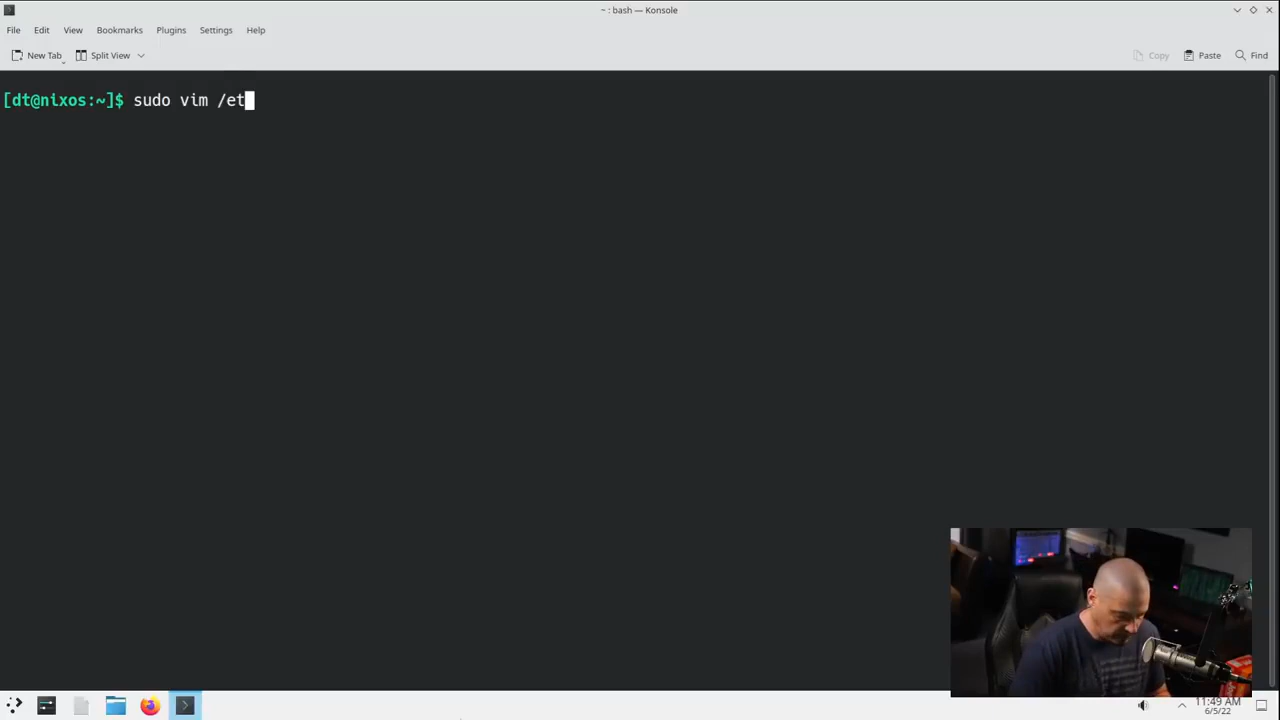 ~ : bash — Konsole
File Edit View Bookmarks Plugins Settings Help
New Tab Split View Copy Paste Find
[dt@nixos:~]$ sudo vim /et
11:49 AM
6/5/22